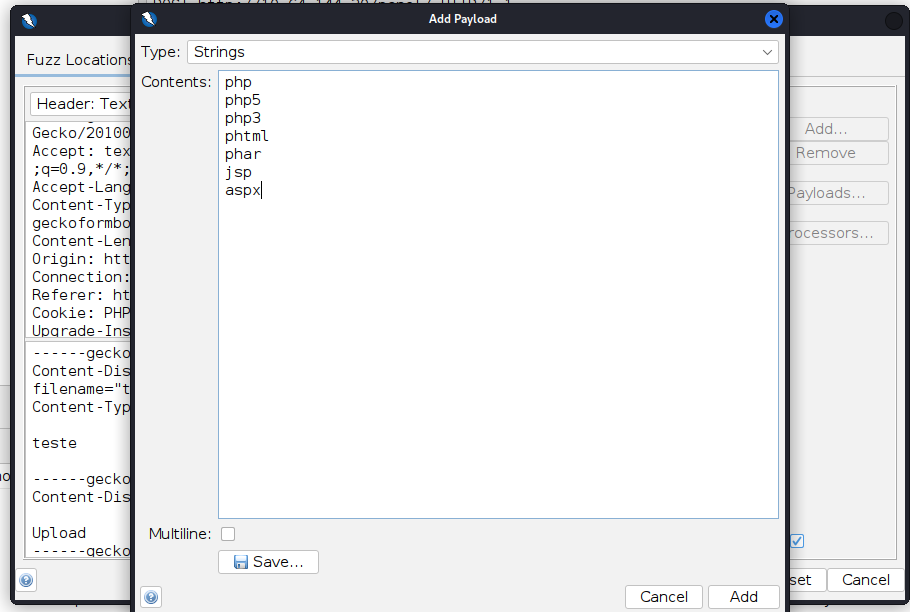 Add Payload
Fuzz Locations
Type: Strings
Contents:
php
php5
php3
phtml
phar
jsp
aspx
Header: Text
Gecko/20100
Accept: tex
;q=0.9,*/*;
Accept-Lang
Content-Typ
geckoformbo
Content-Len
Origin: htt
Connection:
Referer: ht
Cookie: PHP
Upgrade-Ins
------gecko
Content-Dis
filename="t
Content-Typ
teste
------gecko
Content-Dis
Upload
------gecko
Add...
Remove
Payloads...
rocessors...
Multiline:
Save...
Cancel
Add
set
Cancel